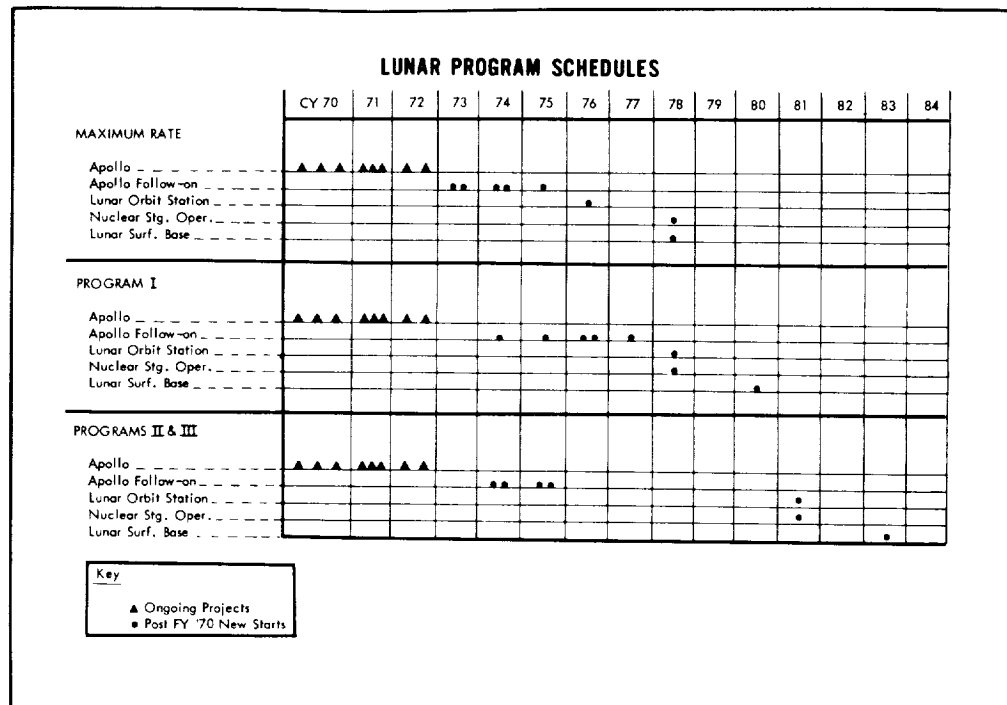 LUNAR PROGRAM SCHEDULES
CY 70 71 72 73 74 75 76 77 78 79 80 81 82 83 84
MAXIMUM RATE
Apollo
Apollo Follow-on
Lunar Orbit Station
Nuclear Stg. Oper.
Lunar Surf. Base
PROGRAM I
Apollo
Apollo Follow-on
Lunar Orbit Station
Nuclear Stg. Oper.
Lunar Surf. Base
PROGRAMS II & III
Apollo
Apollo Follow-on
Lunar Orbit Station
Nuclear Stg. Oper.
Lunar Surf. Base
Key
▲ Ongoing Projects
● Post FY '70 New Starts